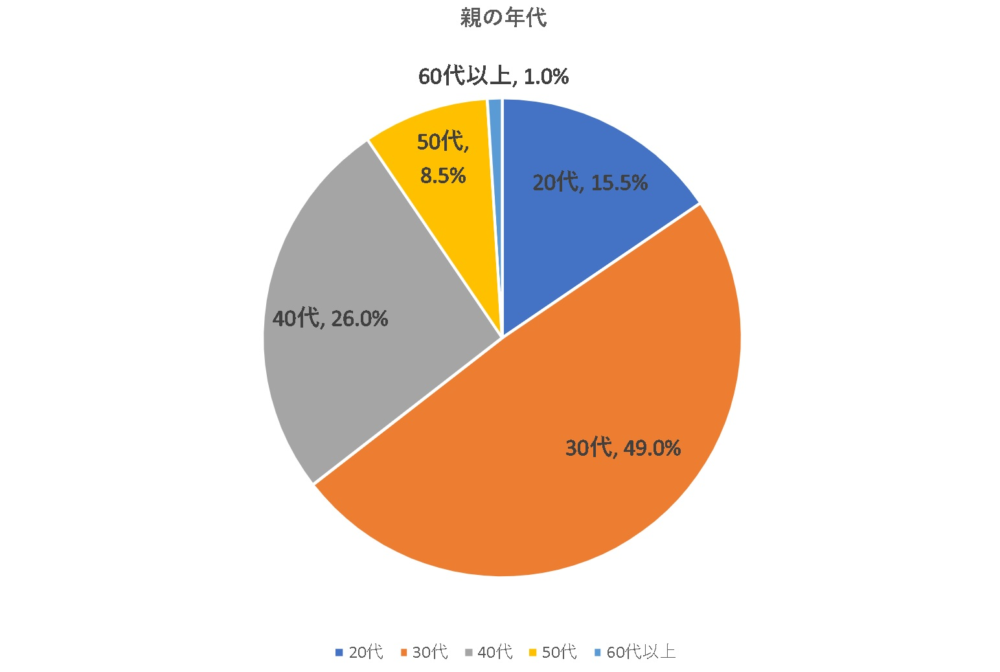 親の年代
60代以上, 1.0%
50代,
8.5%
20代, 15.5%
40代, 26.0%
30代, 49.0%
20代 30代 40代 50代 60代以上